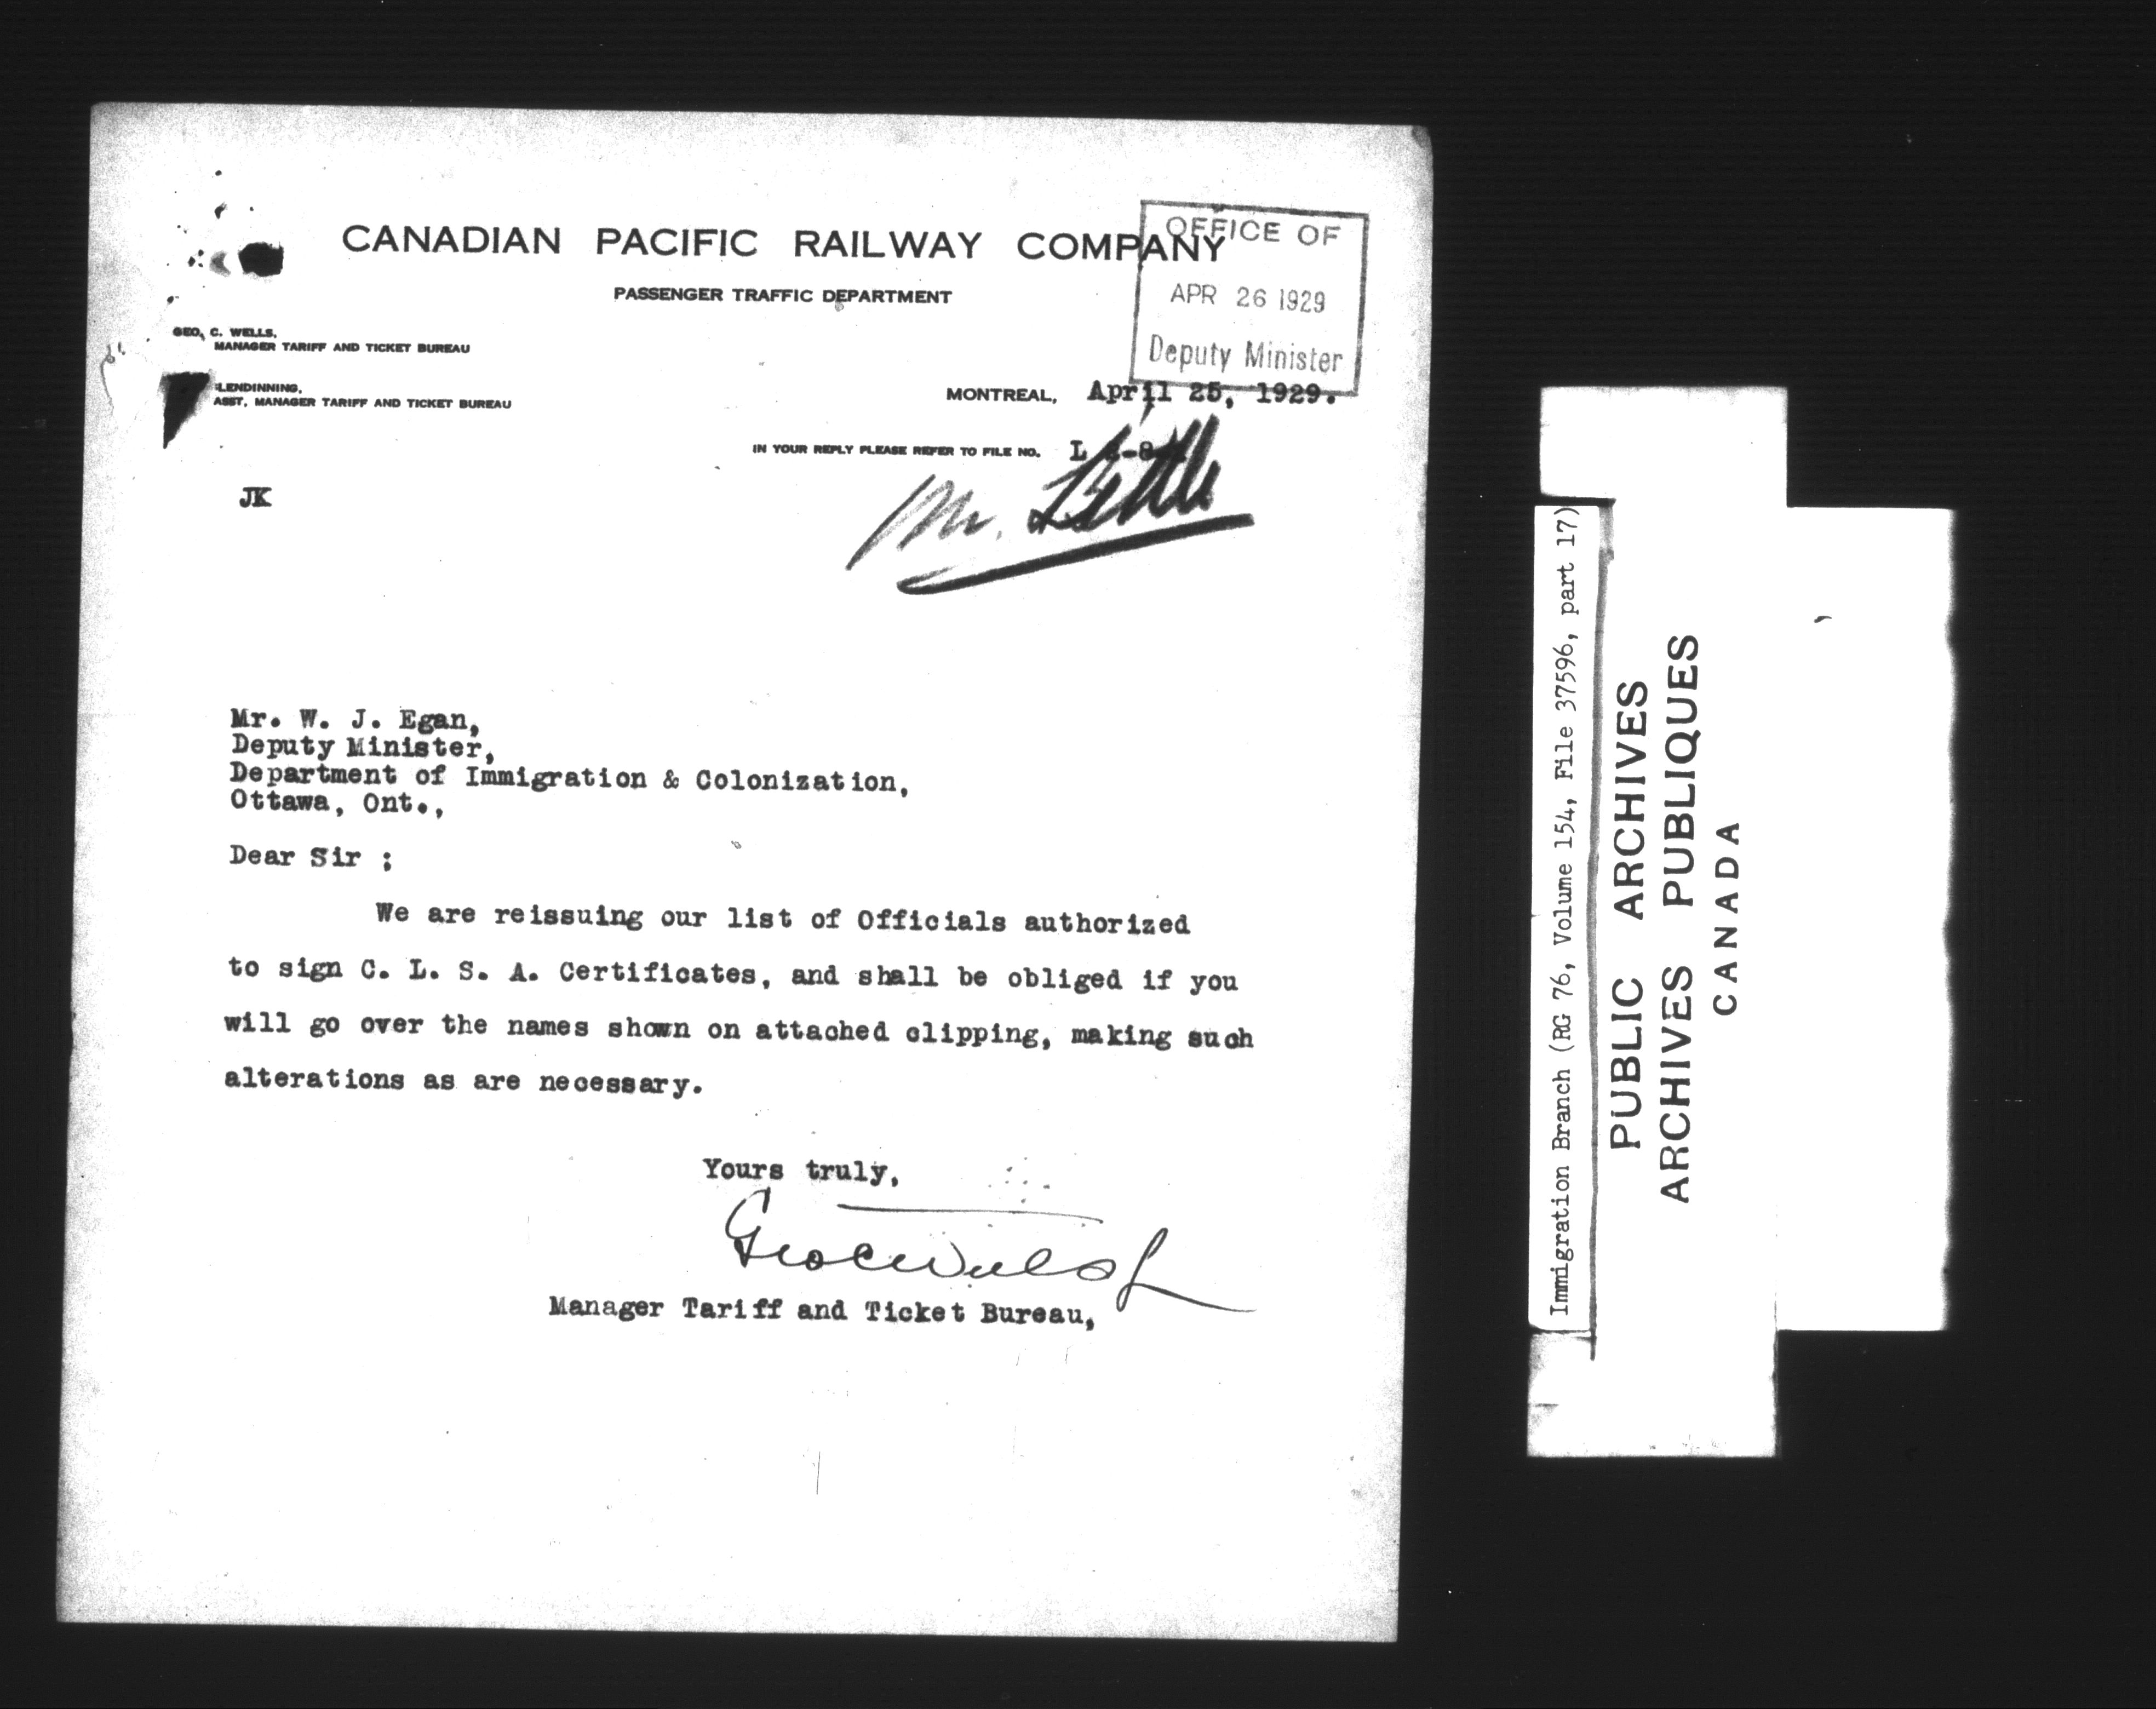 CANADIAN PACIFIC RAILWAY COMPANY
PASSENGER TRAFFIC DEPARTMENT
OFFICE OF
APR 26 1929
Deputy Minister
GEO. C. WELLS,
MANAGER TARIFF AND TICKET BUREAU
LENDINNING,
ASST. MANAGER TARIFF AND TICKET BUREAU
MONTREAL, April 25, 1929.
IN YOUR REPLY PLEASE REFER TO FILE NO. L
Mr.
JK
Mr. W. J. Egan,
Deputy Minister,
Department of Immigration & Colonization,
Ottawa, Ont.,
Dear Sir ;
We are reissuing our list of Officials authorized
to sign C. L. S. A. Certificates, and shall be obliged if you
will go over the names shown on attached clipping, making such
alterations as are necessary.
Yours truly,
Geo C Wells
Manager Tariff and Ticket Bureau,
Immigration Branch (RG 76, Volume 154, File 37596, part 17)
PUBLIC ARCHIVES
ARCHIVES PUBLIQUES
CANADA